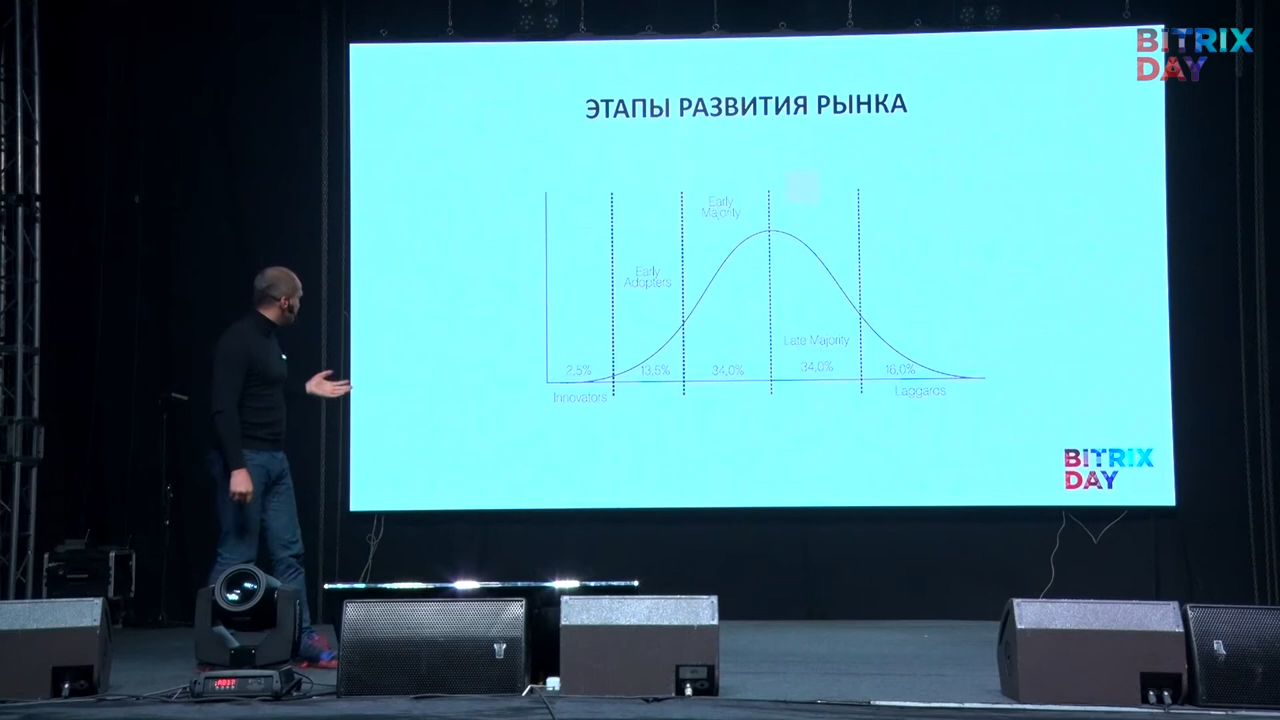 BITRIX
DAY
ЭТАПЫ РАЗВИТИЯ РЫНКА
Early
Majority
Early
Adopters
Late Majority
2,5%
13,5%
34,0%
34,0%
16,0%
Innovators
Laggards
BITRIX
DAY